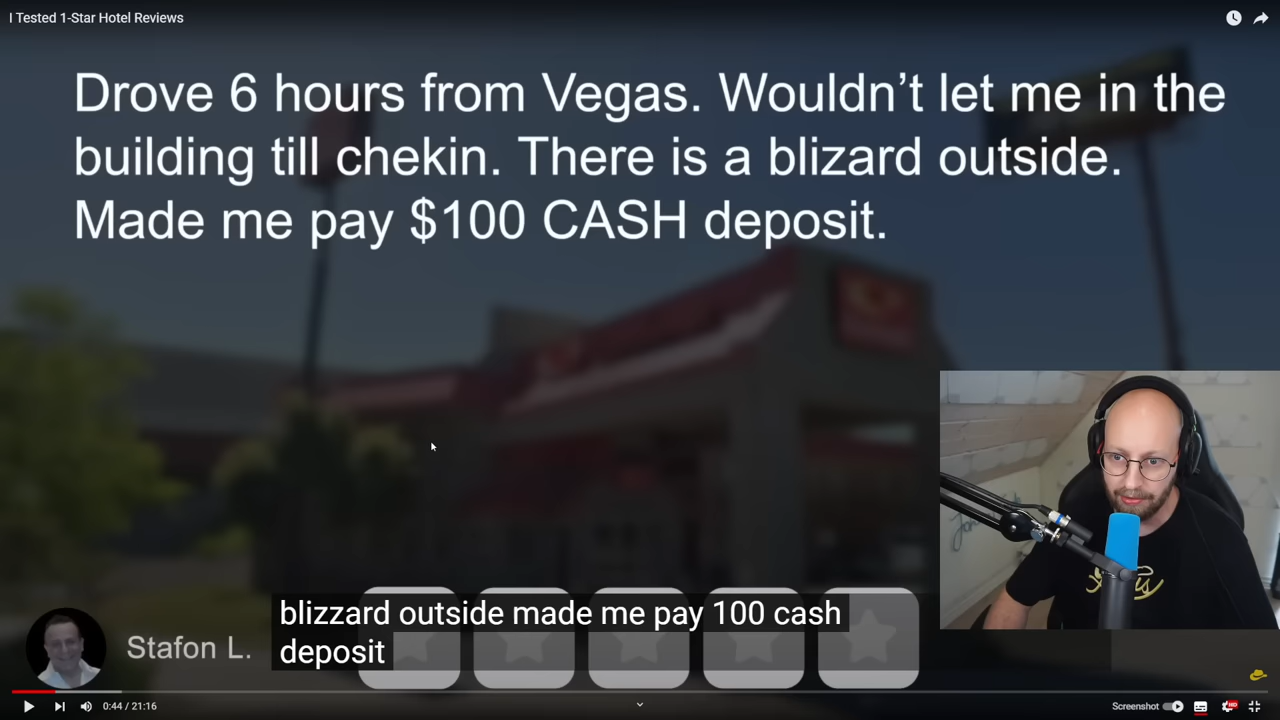 I Tested 1-Star Hotel Reviews
Drove 6 hours from Vegas. Wouldn’t let me in the
building till chekin. There is a blizard outside.
Made me pay $100 CASH deposit.
blizzard outside made me pay 100 cash
deposit
Stafon L.
0:44 / 21:16
Screenshot
HD